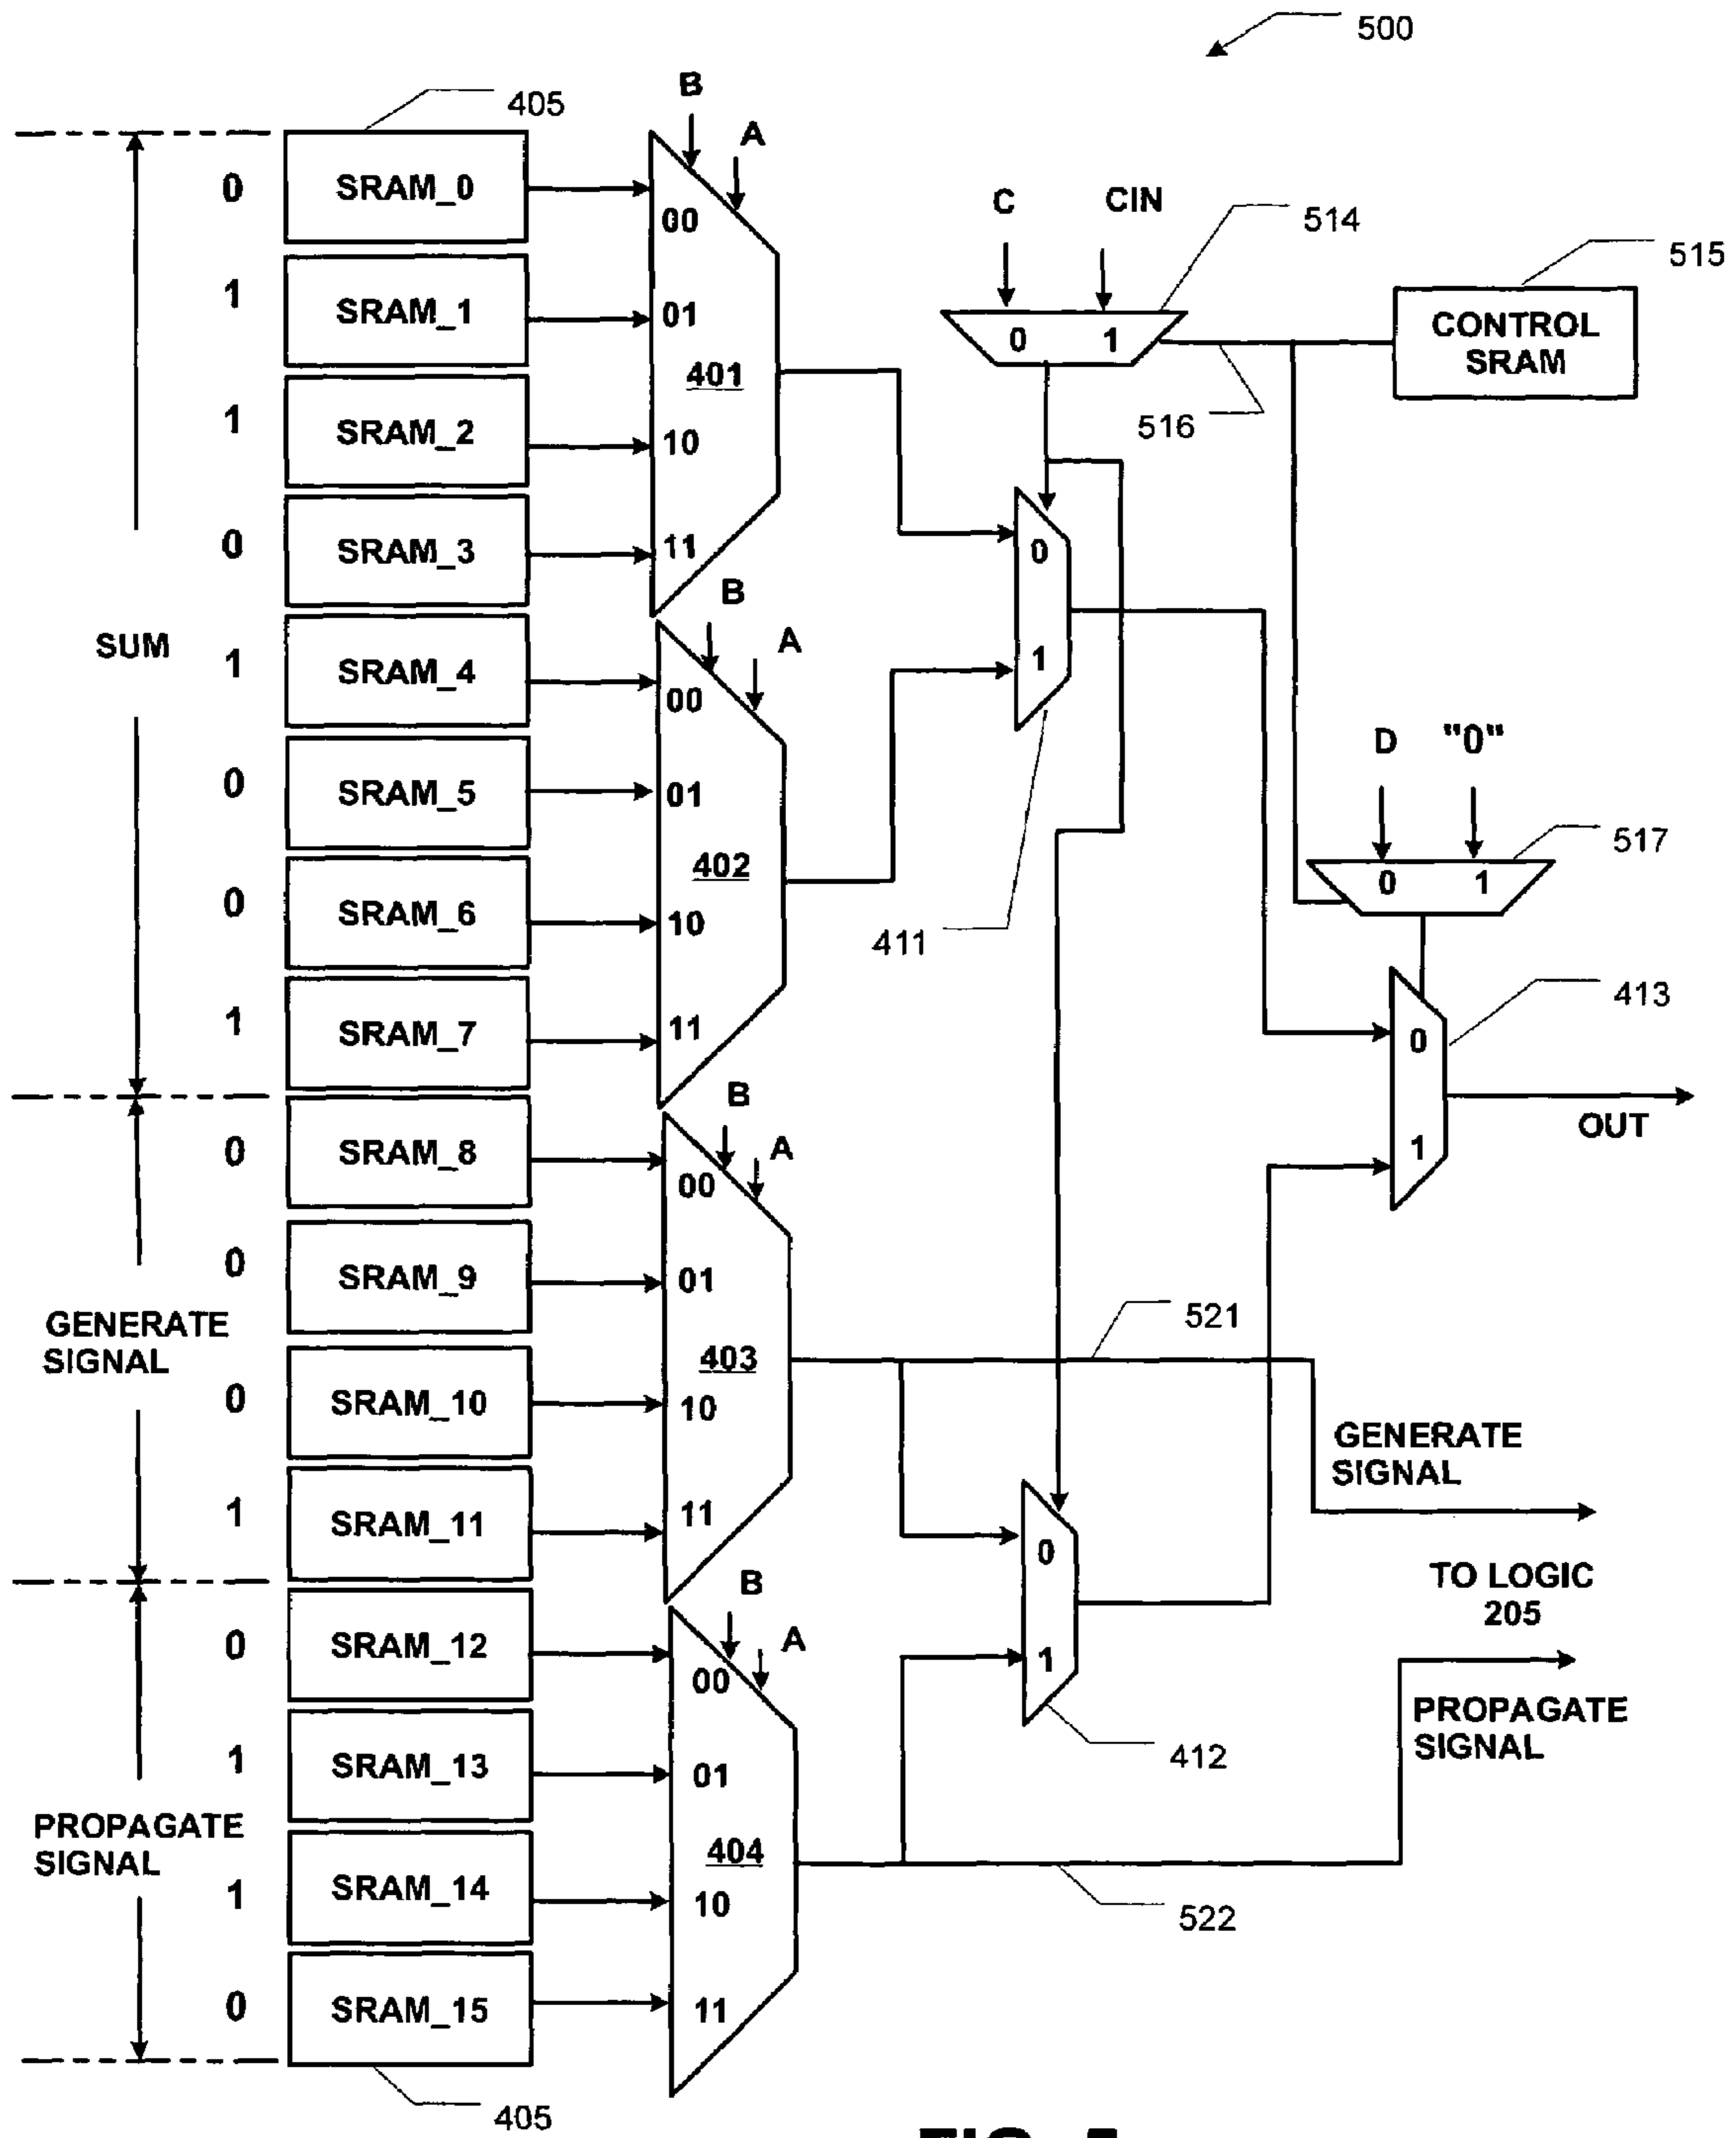 500
B
405
A
0
SRAM_0
00
C
CIN
514
515
1
SRAM_1
01
0
1
CONTROL
SRAM
401
1
SRAM_2
10
516
0
SRAM_3
11
0
B
A
SUM
1
SRAM_4
00
1
D
"0"
0
SRAM_5
01
517
402
0
1
0
SRAM_6
10
411
413
1
SRAM_7
11
0
B
OUT
A
0
SRAM_8
00
1
0
SRAM_9
01
521
GENERATE
SIGNAL
403
0
SRAM_10
10
GENERATE
SIGNAL
1
SRAM_11
11
0
B
TO LOGIC
205
A
0
SRAM_12
00
1
PROPAGATE
SIGNAL
1
SRAM_13
01
412
PROPAGATE
SIGNAL
404
1
SRAM_14
10
522
0
SRAM_15
11
405